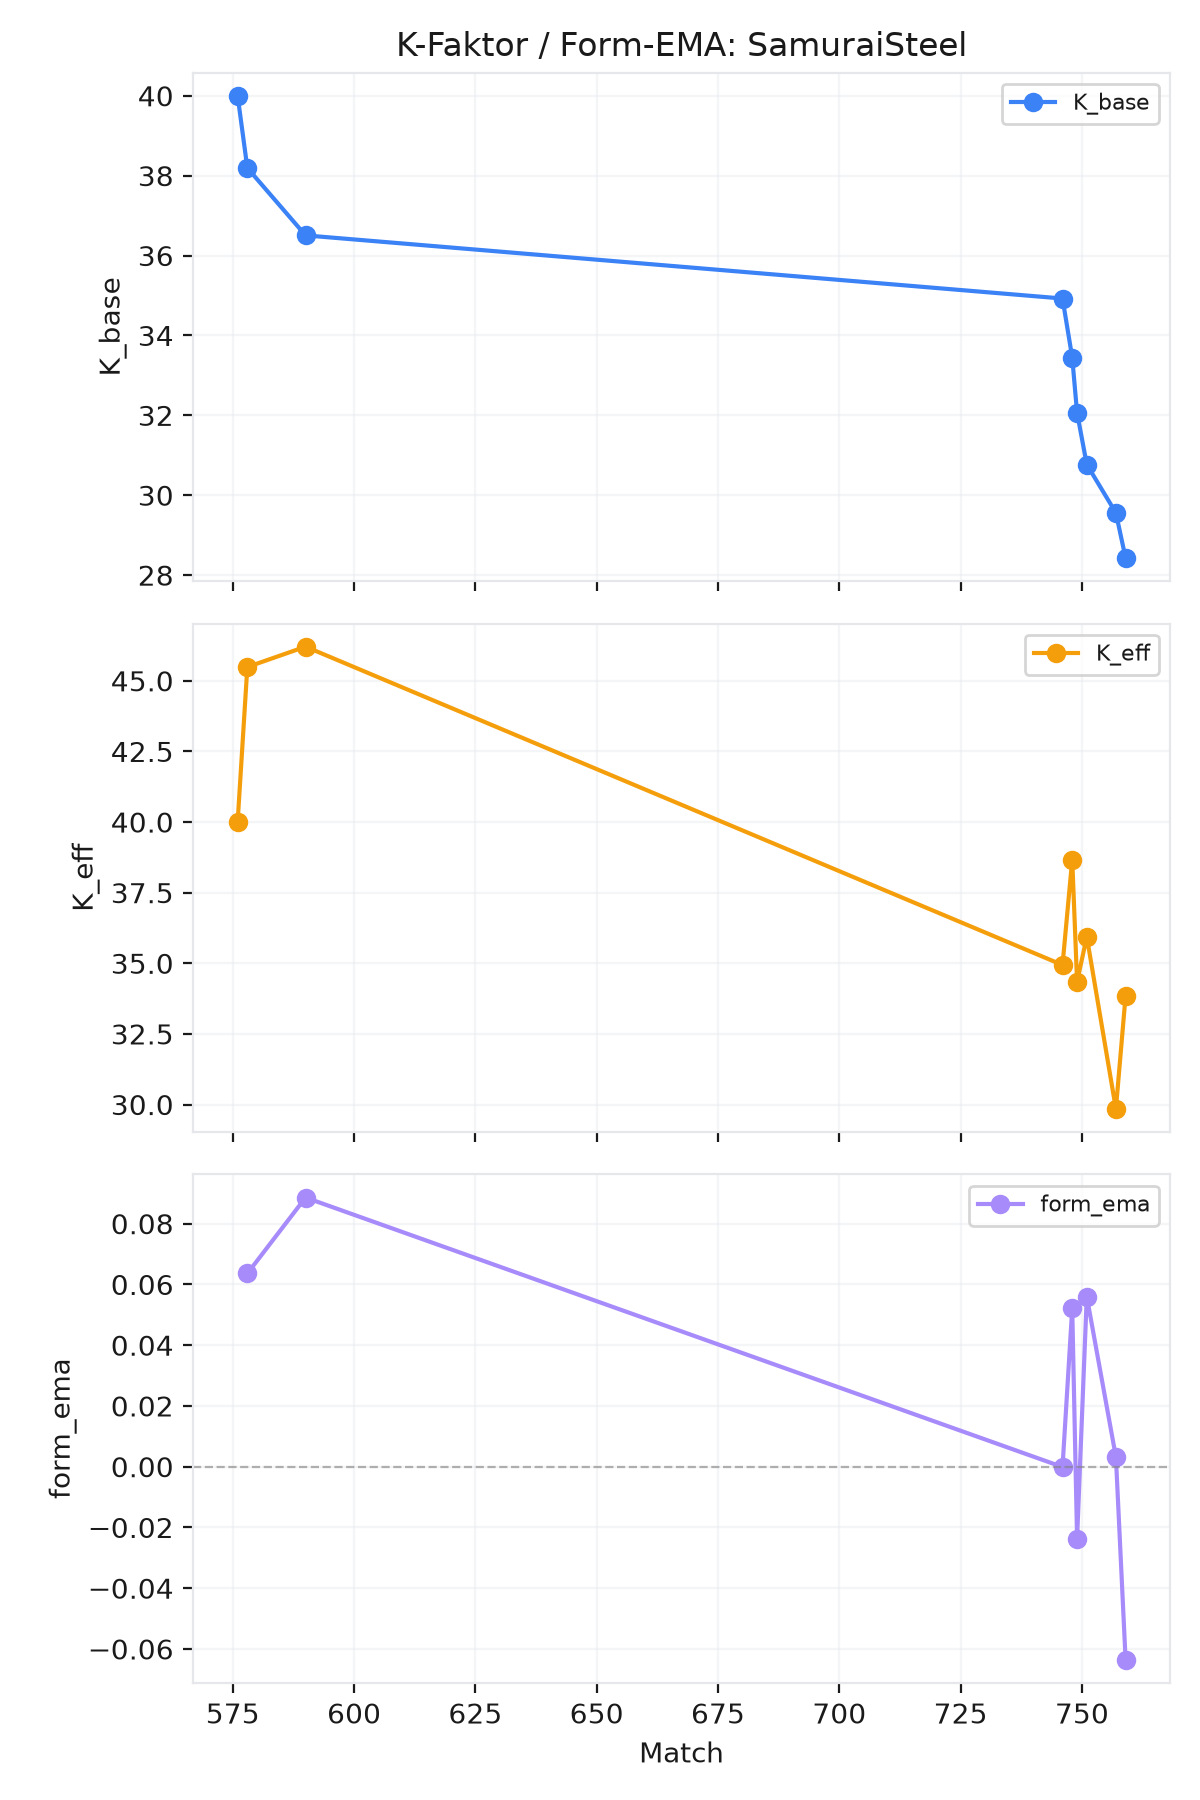 K-Faktor / Form-EMA: SamuraiSteel
K_base
40
38
36
34
32
30
28
K_base
K_eff
45.0
42.5
40.0
37.5
35.0
32.5
30.0
K_eff
form_ema
0.08
0.06
0.04
0.02
0.00
−0.02
−0.04
−0.06
form_ema
575 600 625 650 675 700 725 750
Match